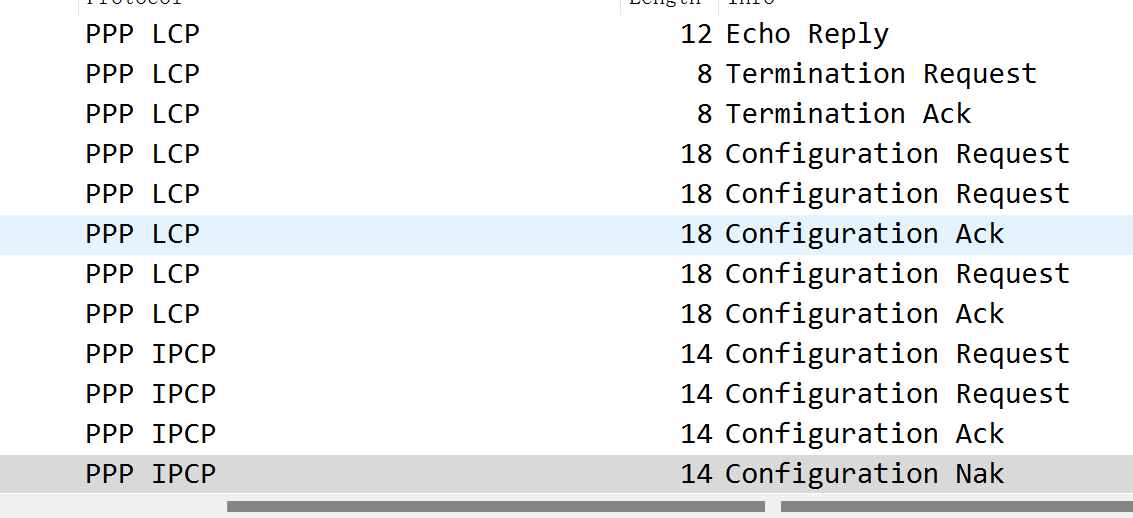 Protocol Length Info
PPP LCP 12 Echo Reply
PPP LCP 8 Termination Request
PPP LCP 8 Termination Ack
PPP LCP 18 Configuration Request
PPP LCP 18 Configuration Request
PPP LCP 18 Configuration Ack
PPP LCP 18 Configuration Request
PPP LCP 18 Configuration Ack
PPP IPCP 14 Configuration Request
PPP IPCP 14 Configuration Request
PPP IPCP 14 Configuration Ack
PPP IPCP 14 Configuration Nak